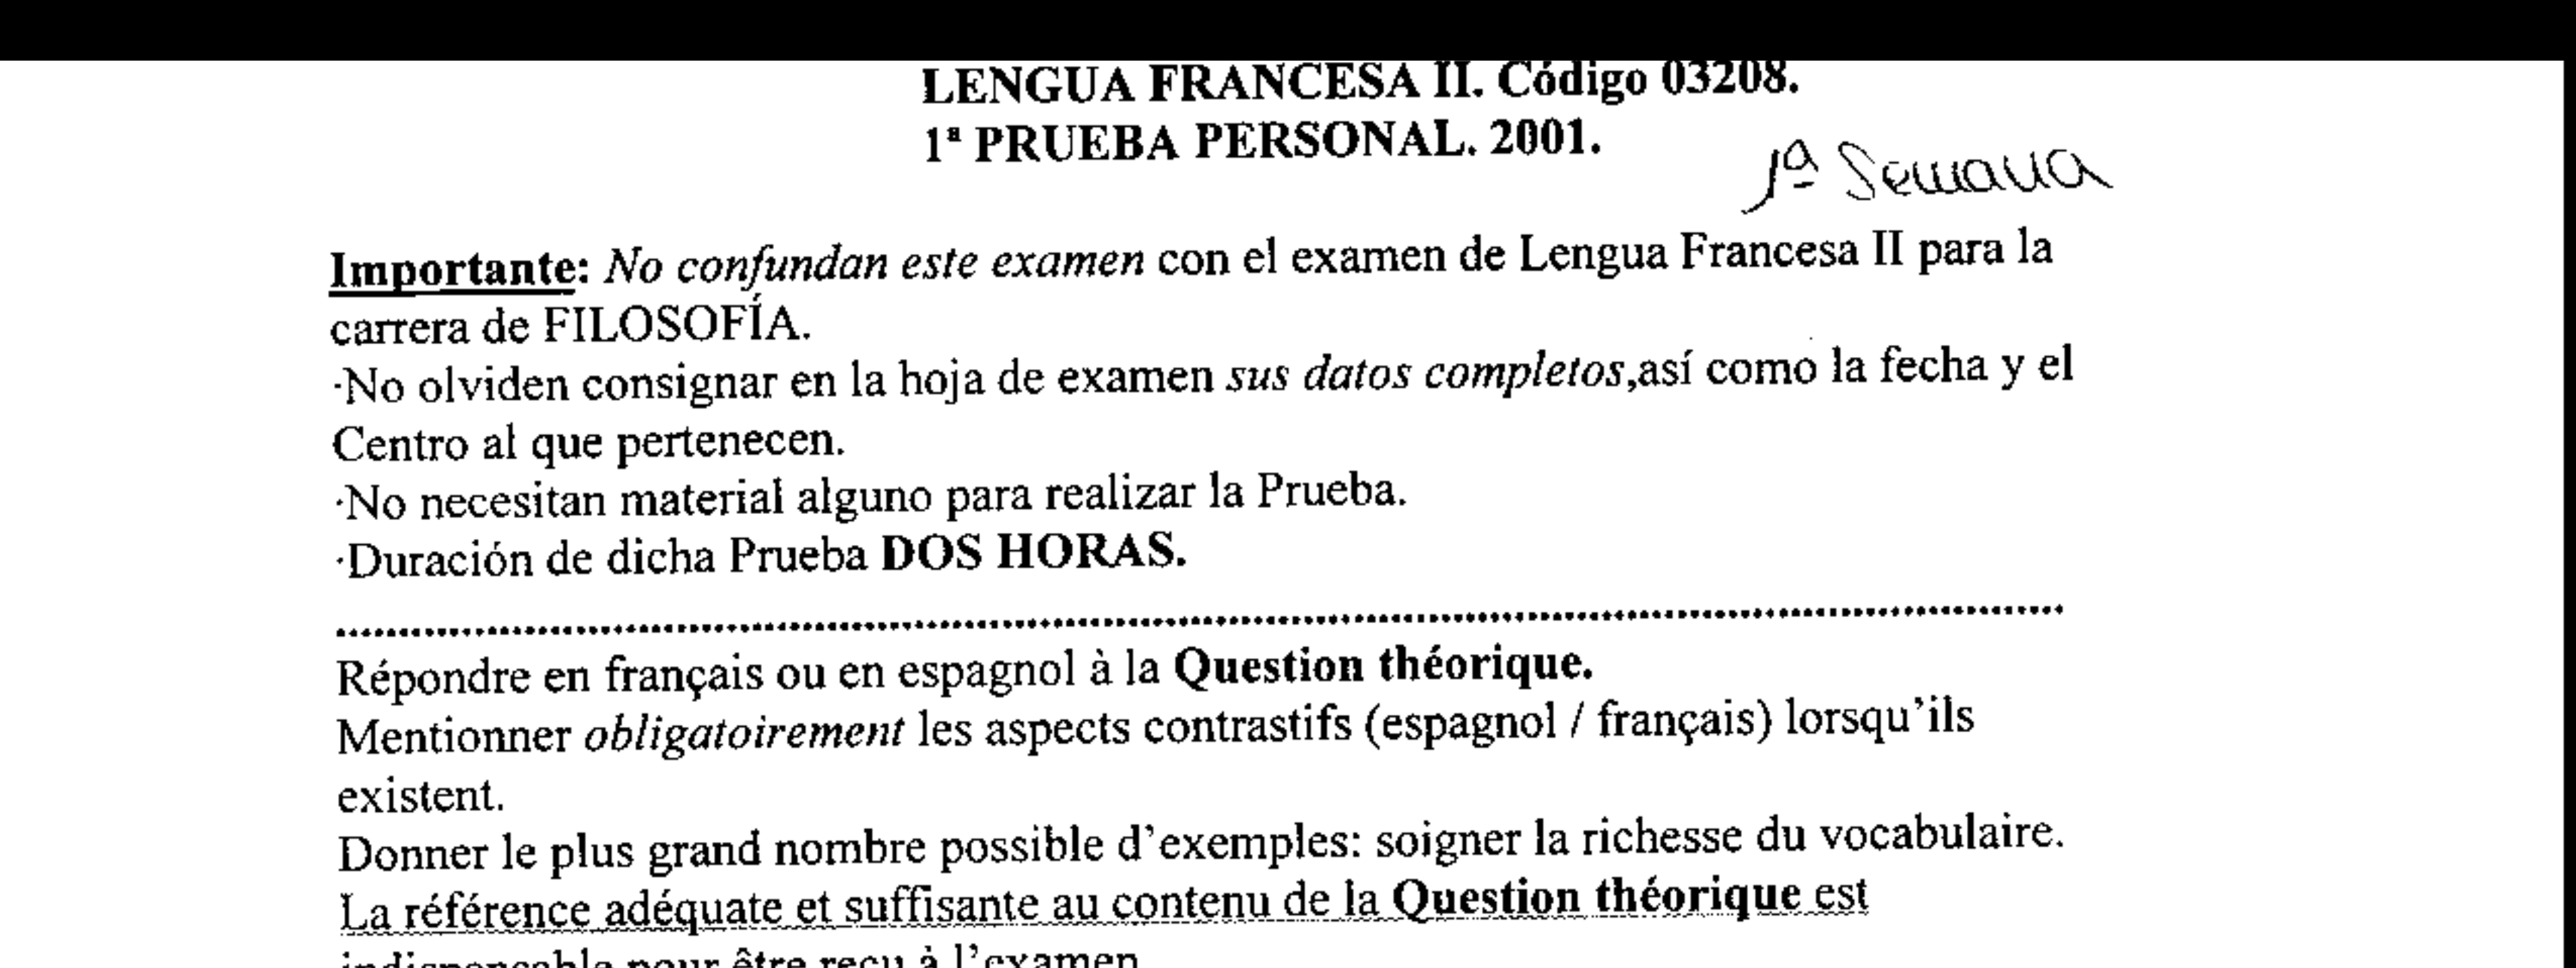 LENGUA FRANCESA II. Código 03208.
1ª PRUEBA PERSONAL. 2001.
1ª Semana
Importante: No confundan este examen con el examen de Lengua Francesa II para la
carrera de FILOSOFÍA.
·No olviden consignar en la hoja de examen sus datos completos,así como la fecha y el
Centro al que pertenecen.
·No necesitan material alguno para realizar la Prueba.
·Duración de dicha Prueba DOS HORAS.
Répondre en français ou en espagnol à la Question théorique.
Mentionner obligatoirement les aspects contrastifs (espagnol / français) lorsqu’ils
existent.
Donner le plus grand nombre possible d’exemples: soigner la richesse du vocabulaire.
La référence adéquate et suffisante au contenu de la Question théorique est
indispensable pour être reçu à l’examen